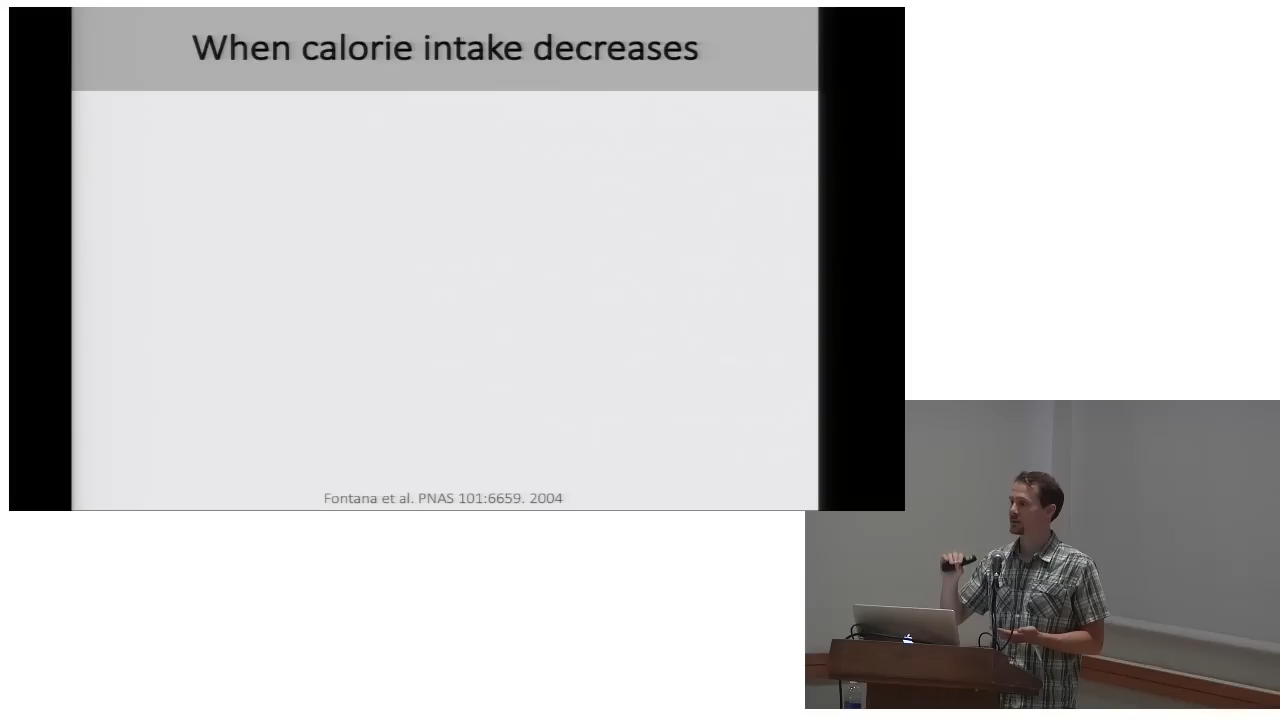 When calorie intake decreases
Fontana et al. PNAS 101:6659. 2004